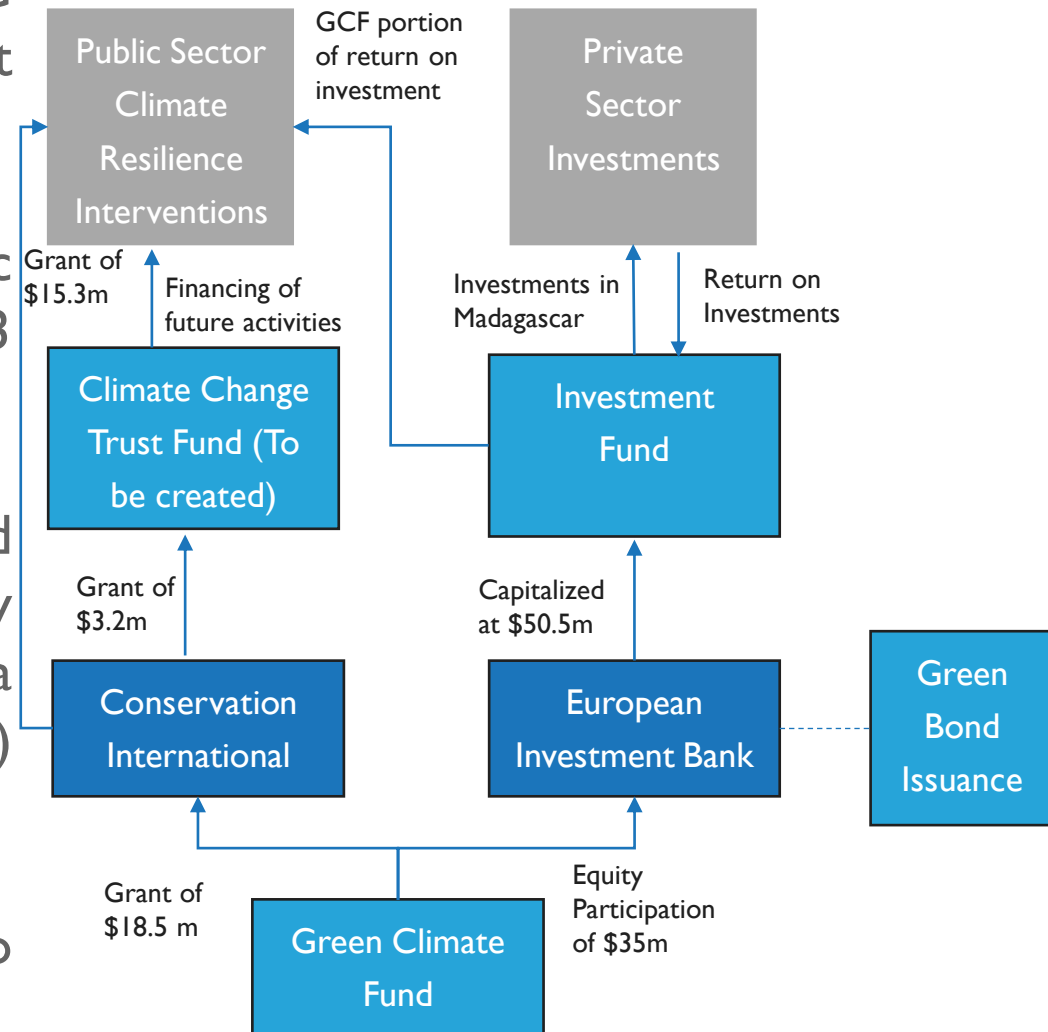 Public Sector
Climate
Resilience
Interventions
GCF portion
of return on
investment
Private
Sector
Investments
Grant of
$15.3m
Financing of
future activities
Investments in
Madagascar
Return on
Investments
Climate Change
Trust Fund (To
be created)
Investment
Fund
Grant of
$3.2m
Capitalized
at $50.5m
Conservation
International
European
Investment Bank
Green
Bond
Issuance
Grant of
$18.5 m
Equity
Participation
of $35m
Green Climate
Fund